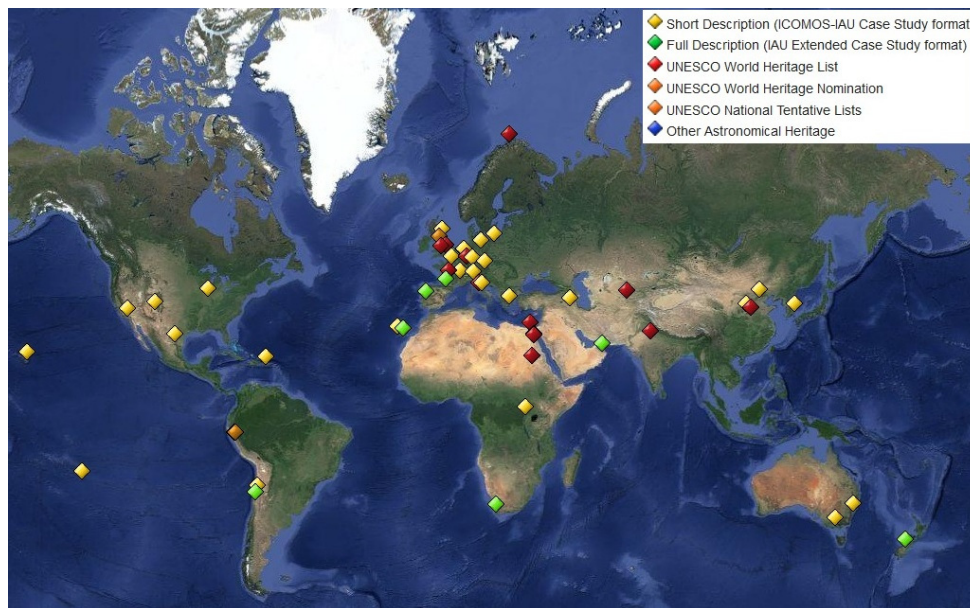 Short Description (ICOMOS-IAU Case Study format
Full Description (IAU Extended Case Study format)
UNESCO World Heritage List
UNESCO World Heritage Nomination
UNESCO National Tentative Lists
Other Astronomical Heritage